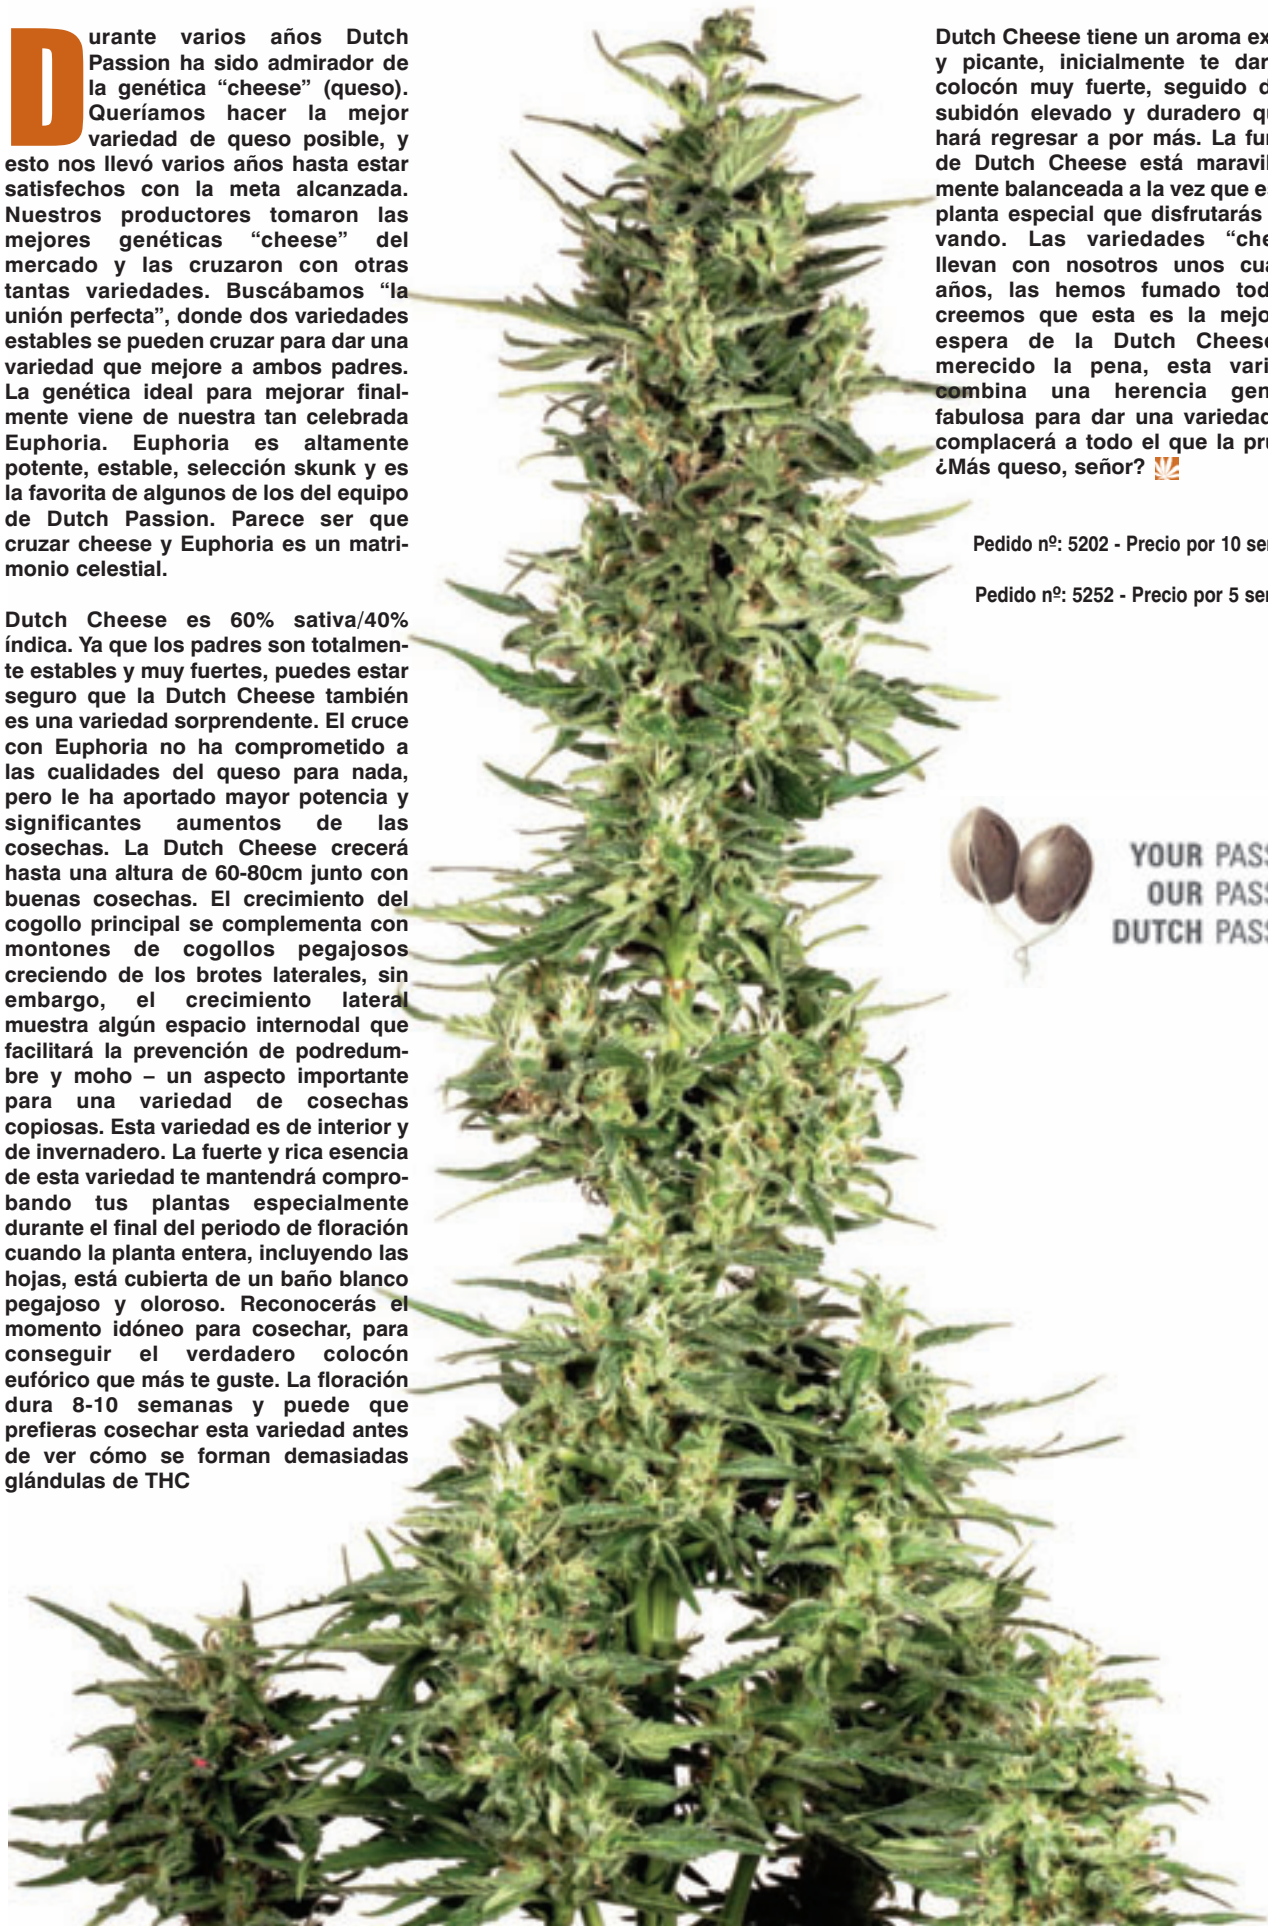 Durante varios años Dutch
Passion ha sido admirador de
la genética “cheese” (queso).
Queríamos hacer la mejor
variedad de queso posible, y
esto nos llevó varios años hasta estar
satisfechos con la meta alcanzada.
Nuestros productores tomaron las
mejores genéticas “cheese” del
mercado y las cruzaron con otras
tantas variedades. Buscábamos “la
unión perfecta”, donde dos variedades
estables se pueden cruzar para dar una
variedad que mejore a ambos padres.
La genética ideal para mejorar final-
mente viene de nuestra tan celebrada
Euphoria. Euphoria es altamente
potente, estable, selección skunk y es
la favorita de algunos de los del equipo
de Dutch Passion. Parece ser que
cruzar cheese y Euphoria es un matri-
monio celestial.
Dutch Cheese es 60% sativa/40%
índica. Ya que los padres son totalmen-
te estables y muy fuertes, puedes estar
seguro que la Dutch Cheese también
es una variedad sorprendente. El cruce
con Euphoria no ha comprometido a
las cualidades del queso para nada,
pero le ha aportado mayor potencia y
significantes aumentos de las
cosechas. La Dutch Cheese crecerá
hasta una altura de 60-80cm junto con
buenas cosechas. El crecimiento del
cogollo principal se complementa con
montones de cogollos pegajosos
creciendo de los brotes laterales, sin
embargo, el crecimiento lateral
muestra algún espacio internodal que
facilitará la prevención de podredum-
bre y moho – un aspecto importante
para una variedad de cosechas
copiosas. Esta variedad es de interior y
de invernadero. La fuerte y rica esencia
de esta variedad te mantendrá compro-
bando tus plantas especialmente
durante el final del periodo de floración
cuando la planta entera, incluyendo las
hojas, está cubierta de un baño blanco
pegajoso y oloroso. Reconocerás el
momento idóneo para cosechar, para
conseguir el verdadero colocón
eufórico que más te guste. La floración
dura 8-10 semanas y puede que
prefieras cosechar esta variedad antes
de ver cómo se forman demasiadas
glándulas de THC
Dutch Cheese tiene un aroma
y picante, inicialmente te
colocón muy fuerte, seguido
subidón elevado y duradero
hará regresar a por más. La
de Dutch Cheese está
mente balanceada a la vez que
planta especial que disfrutarás
vando. Las variedades
llevan con nosotros unos
años, las hemos fumado
creemos que esta es la
espera de la Dutch
merecido la pena, esta
combina una herencia
fabulosa para dar una
complacerá a todo el que la
¿Más queso, señor?
Pedido nº: 5202 - Precio por 10
Pedido nº: 5252 - Precio por 5
YOUR
OUR
DUTCH